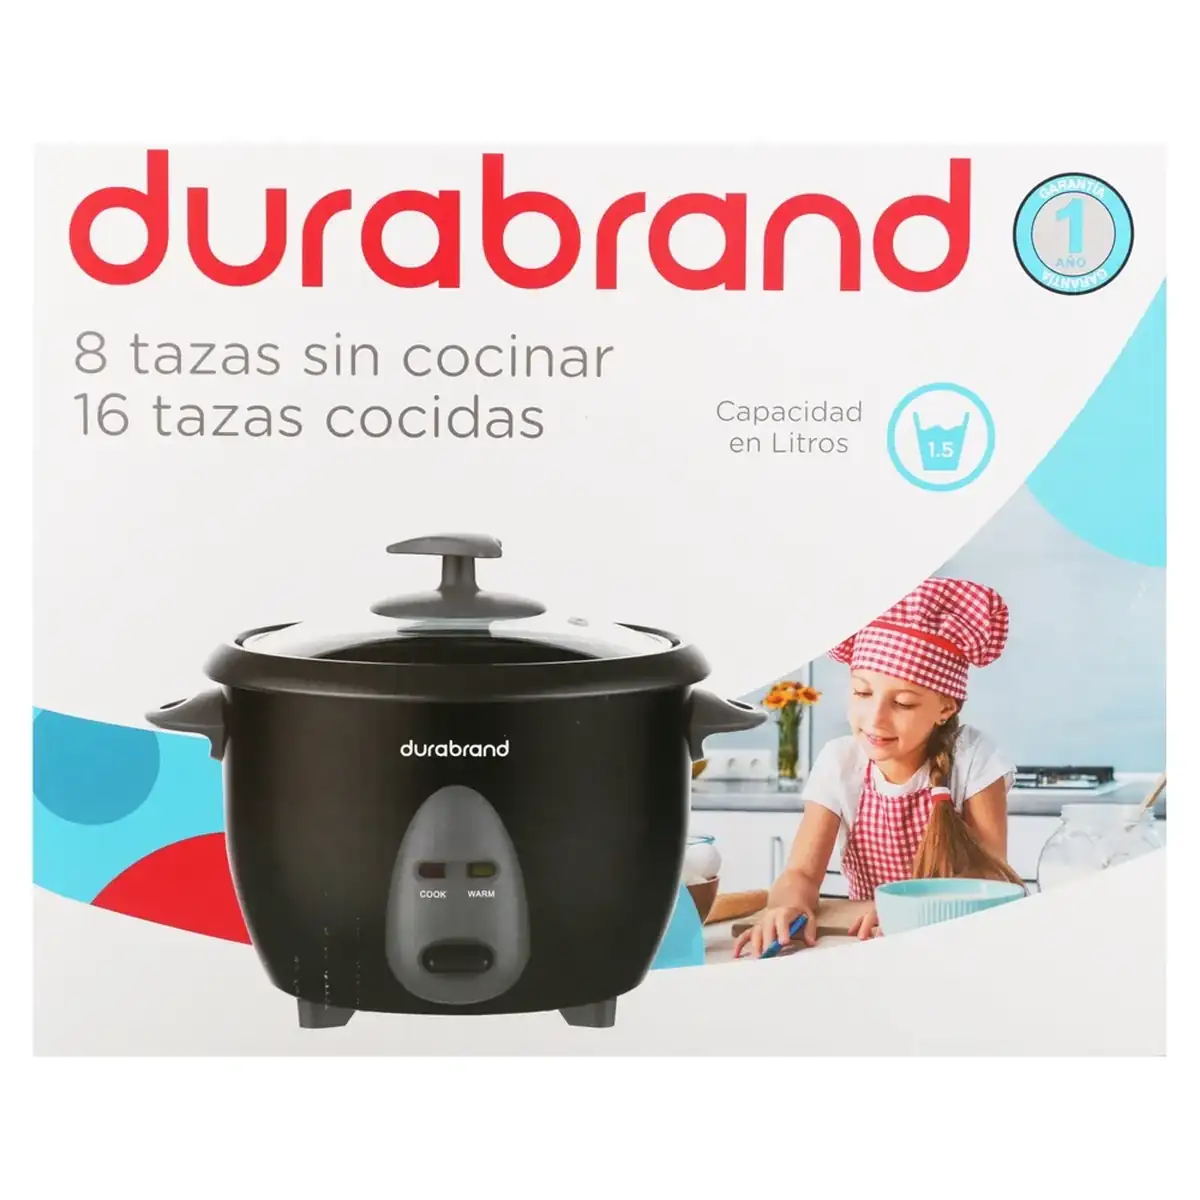 durabrand
GARANTÍA
1
AÑO
GARANTÍA
8 tazas sin cocinar
16 tazas cocidas
Capacidad
en Litros
1.5
durabrand
COOK WARM